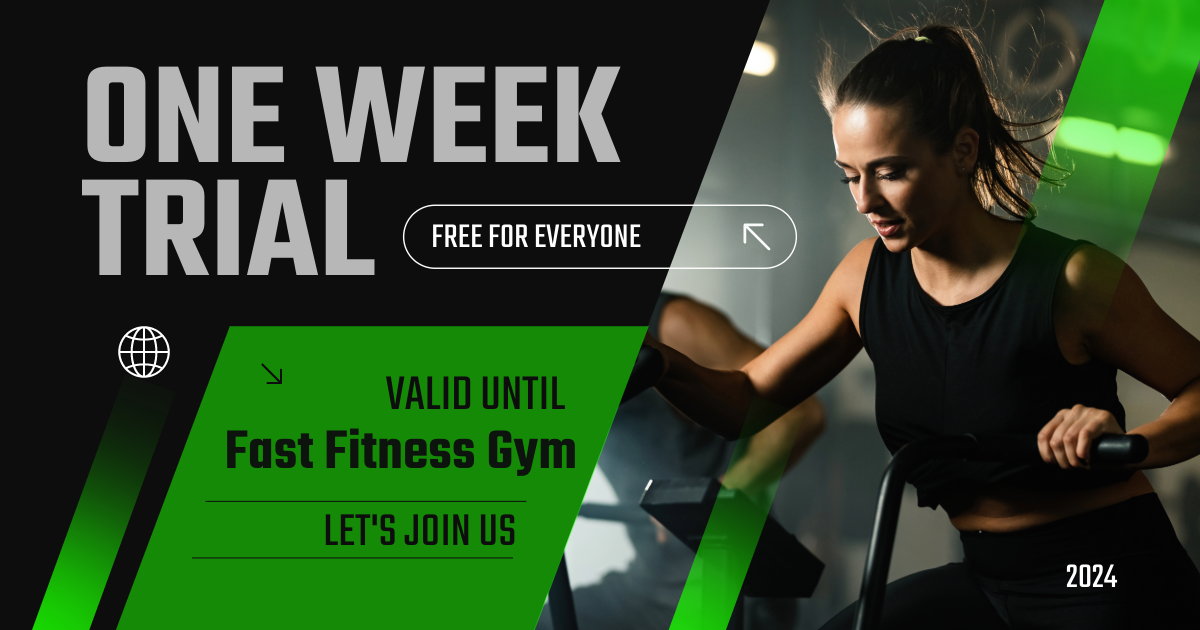 ONE WEEK
TRIAL
FREE FOR EVERYONE
VALID UNTIL
Fast Fitness Gym
LET'S JOIN US
2024